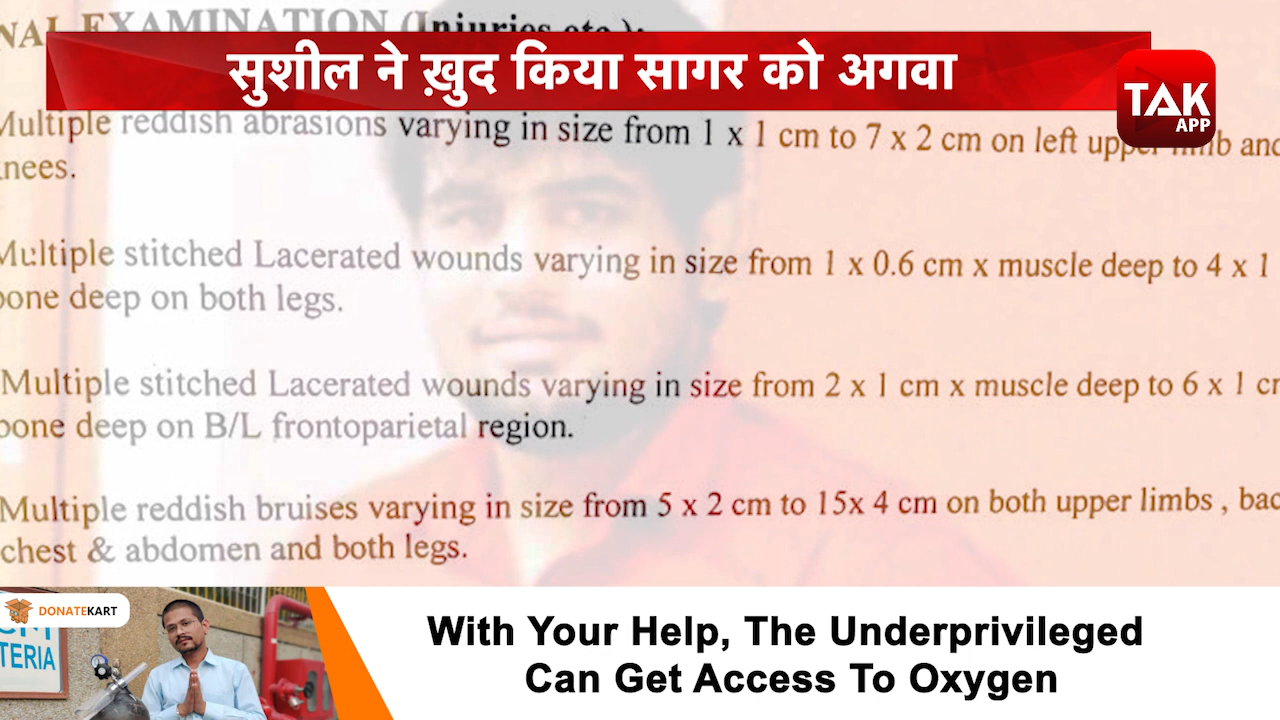 EXTERNAL EXAMINATION (Injuries etc.):
सुशील ने ख़ुद किया सागर को अगवा
TAK
APP
Multiple reddish abrasions varying in size from 1 x 1 cm to 7 x 2 cm on left upper limb and
knees.
Multiple stitched Lacerated wounds varying in size from 1 x 0.6 cm x muscle deep to 4 x 1
bone deep on both legs.
Multiple stitched Lacerated wounds varying in size from 2 x 1 cm x muscle deep to 6 x 1 cm
bone deep on B/L frontoparietal region.
Multiple reddish bruises varying in size from 5 x 2 cm to 15x 4 cm on both upper limbs ,
chest & abdomen and both legs.
DONATEKART
With Your Help, The Underprivileged
Can Get Access To Oxygen